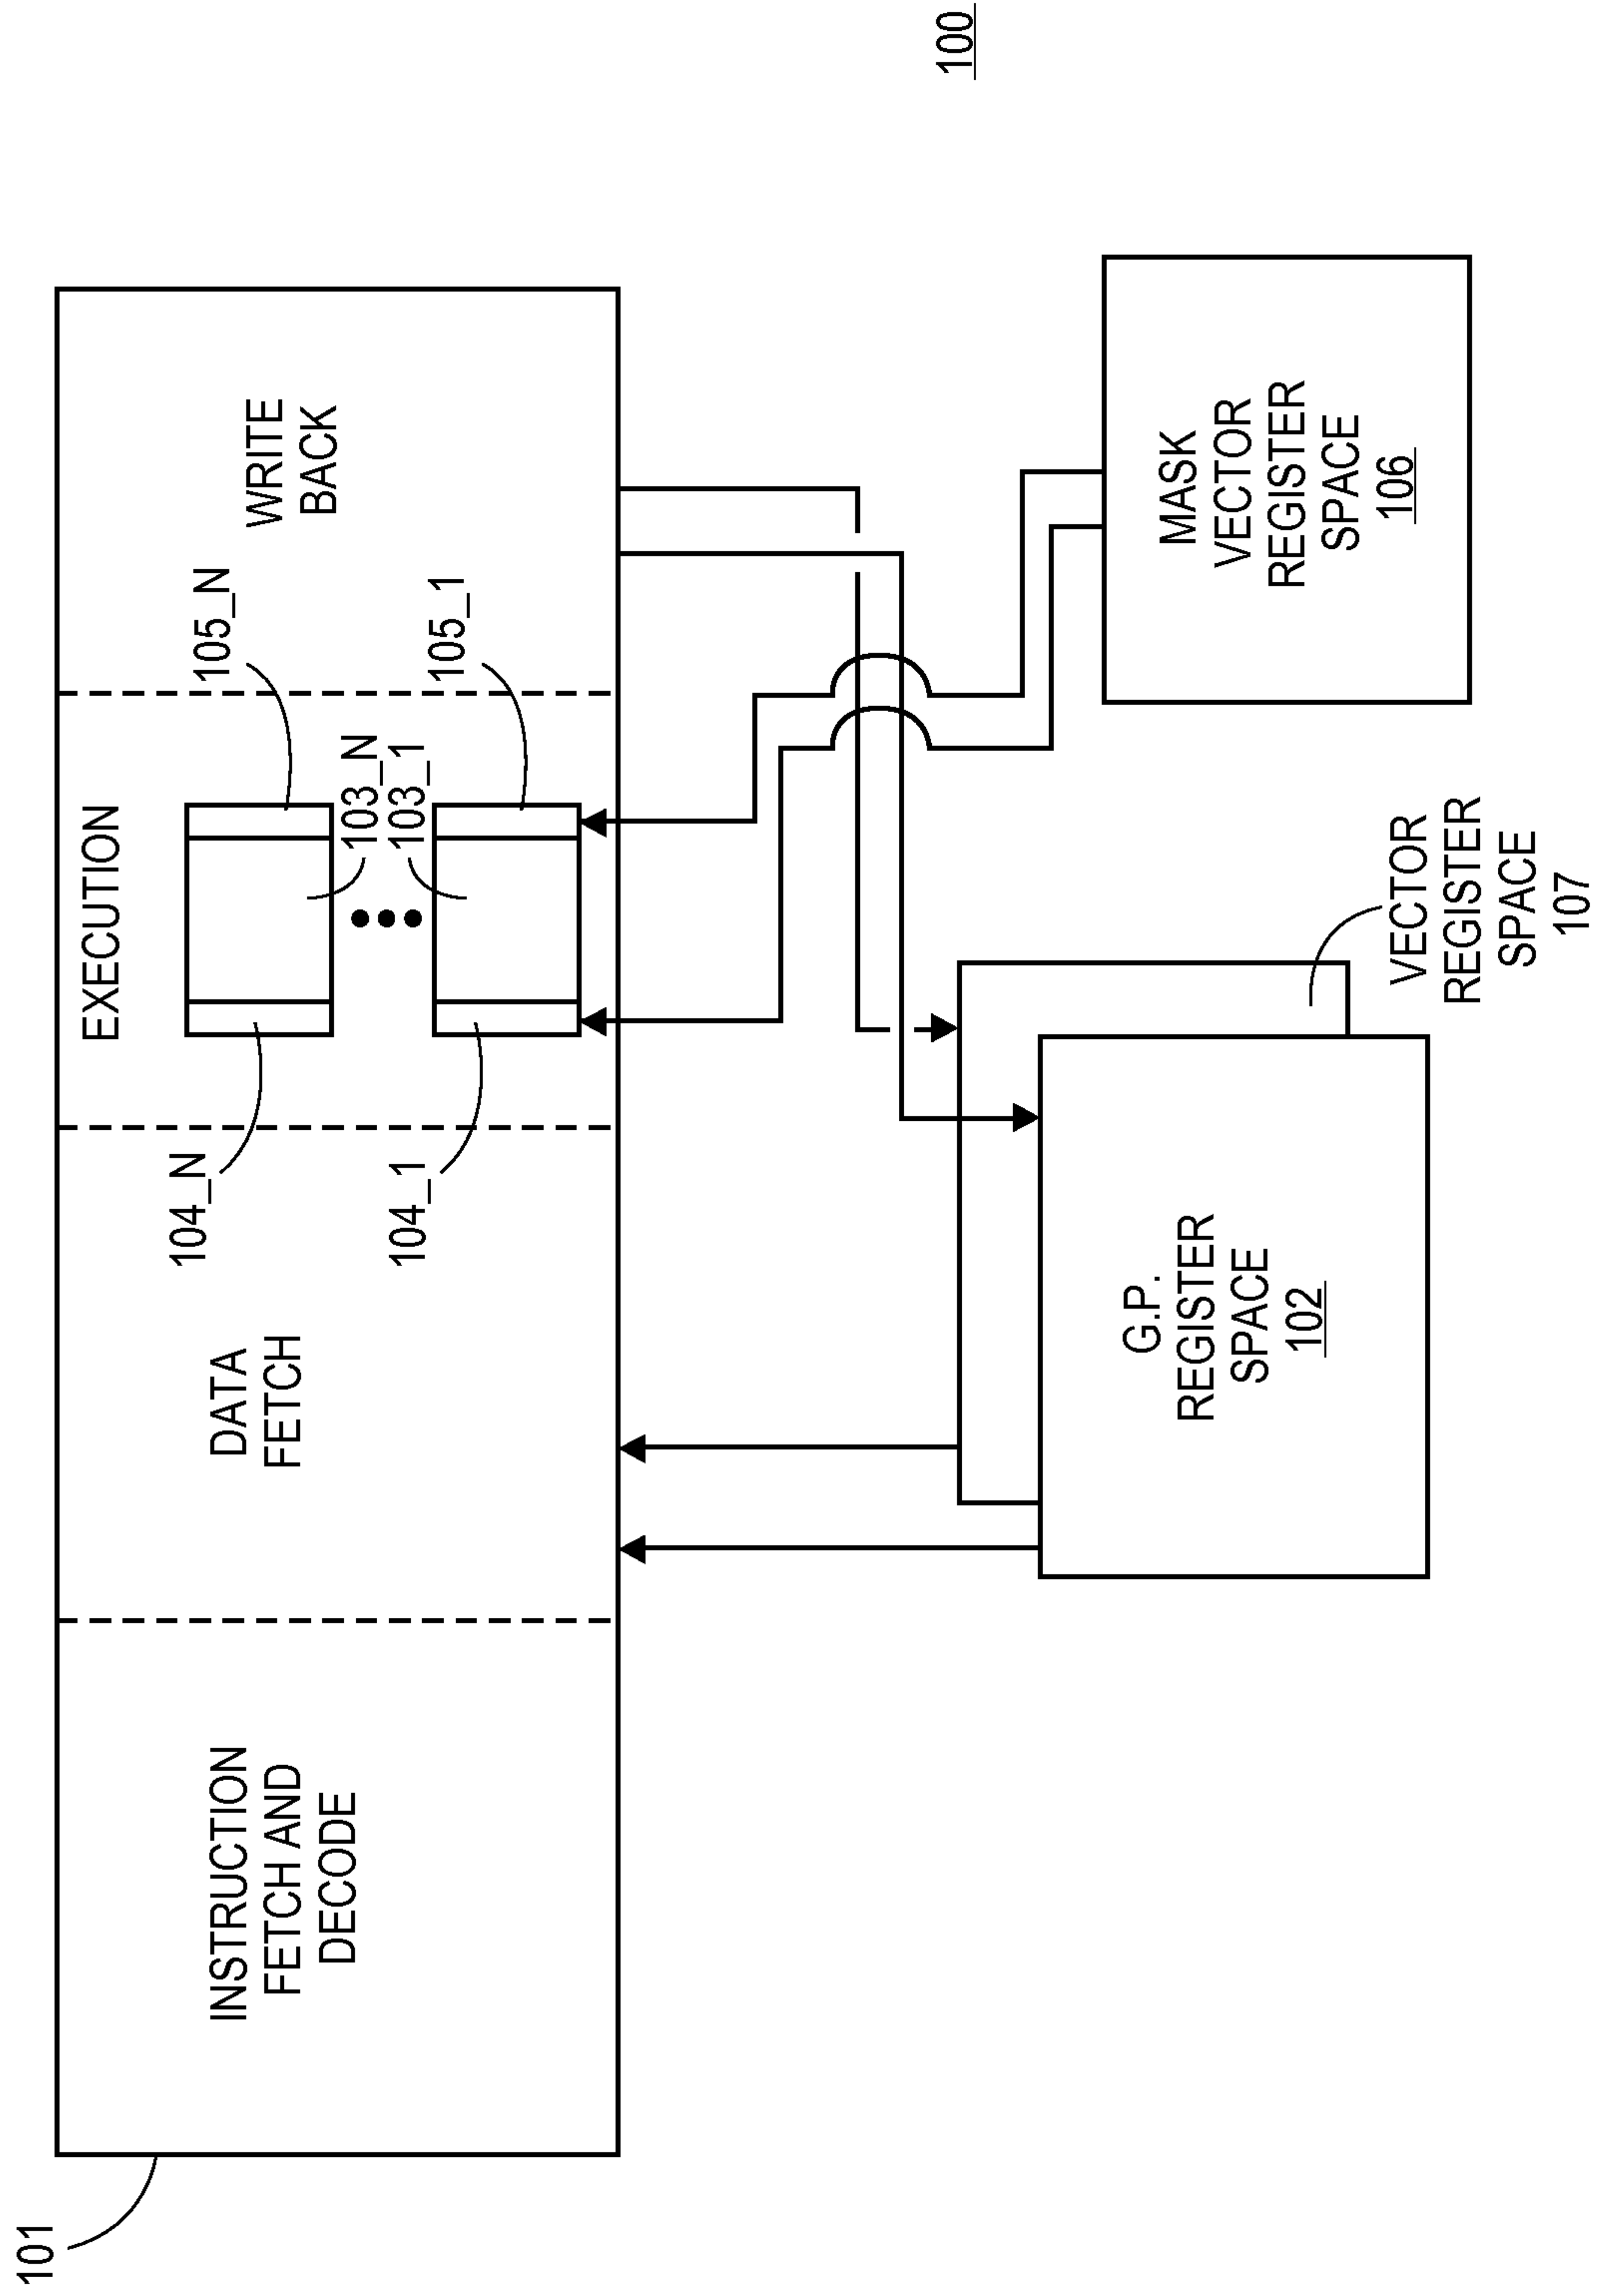 101
INSTRUCTION
FETCH AND
DECODE
DATA
FETCH
EXECUTION
WRITE
BACK
104_N
104_1
103_N
103_1
105_N
105_1
G.P.
REGISTER
SPACE
102
VECTOR
REGISTER
SPACE
107
MASK
VECTOR
REGISTER
SPACE
106
100